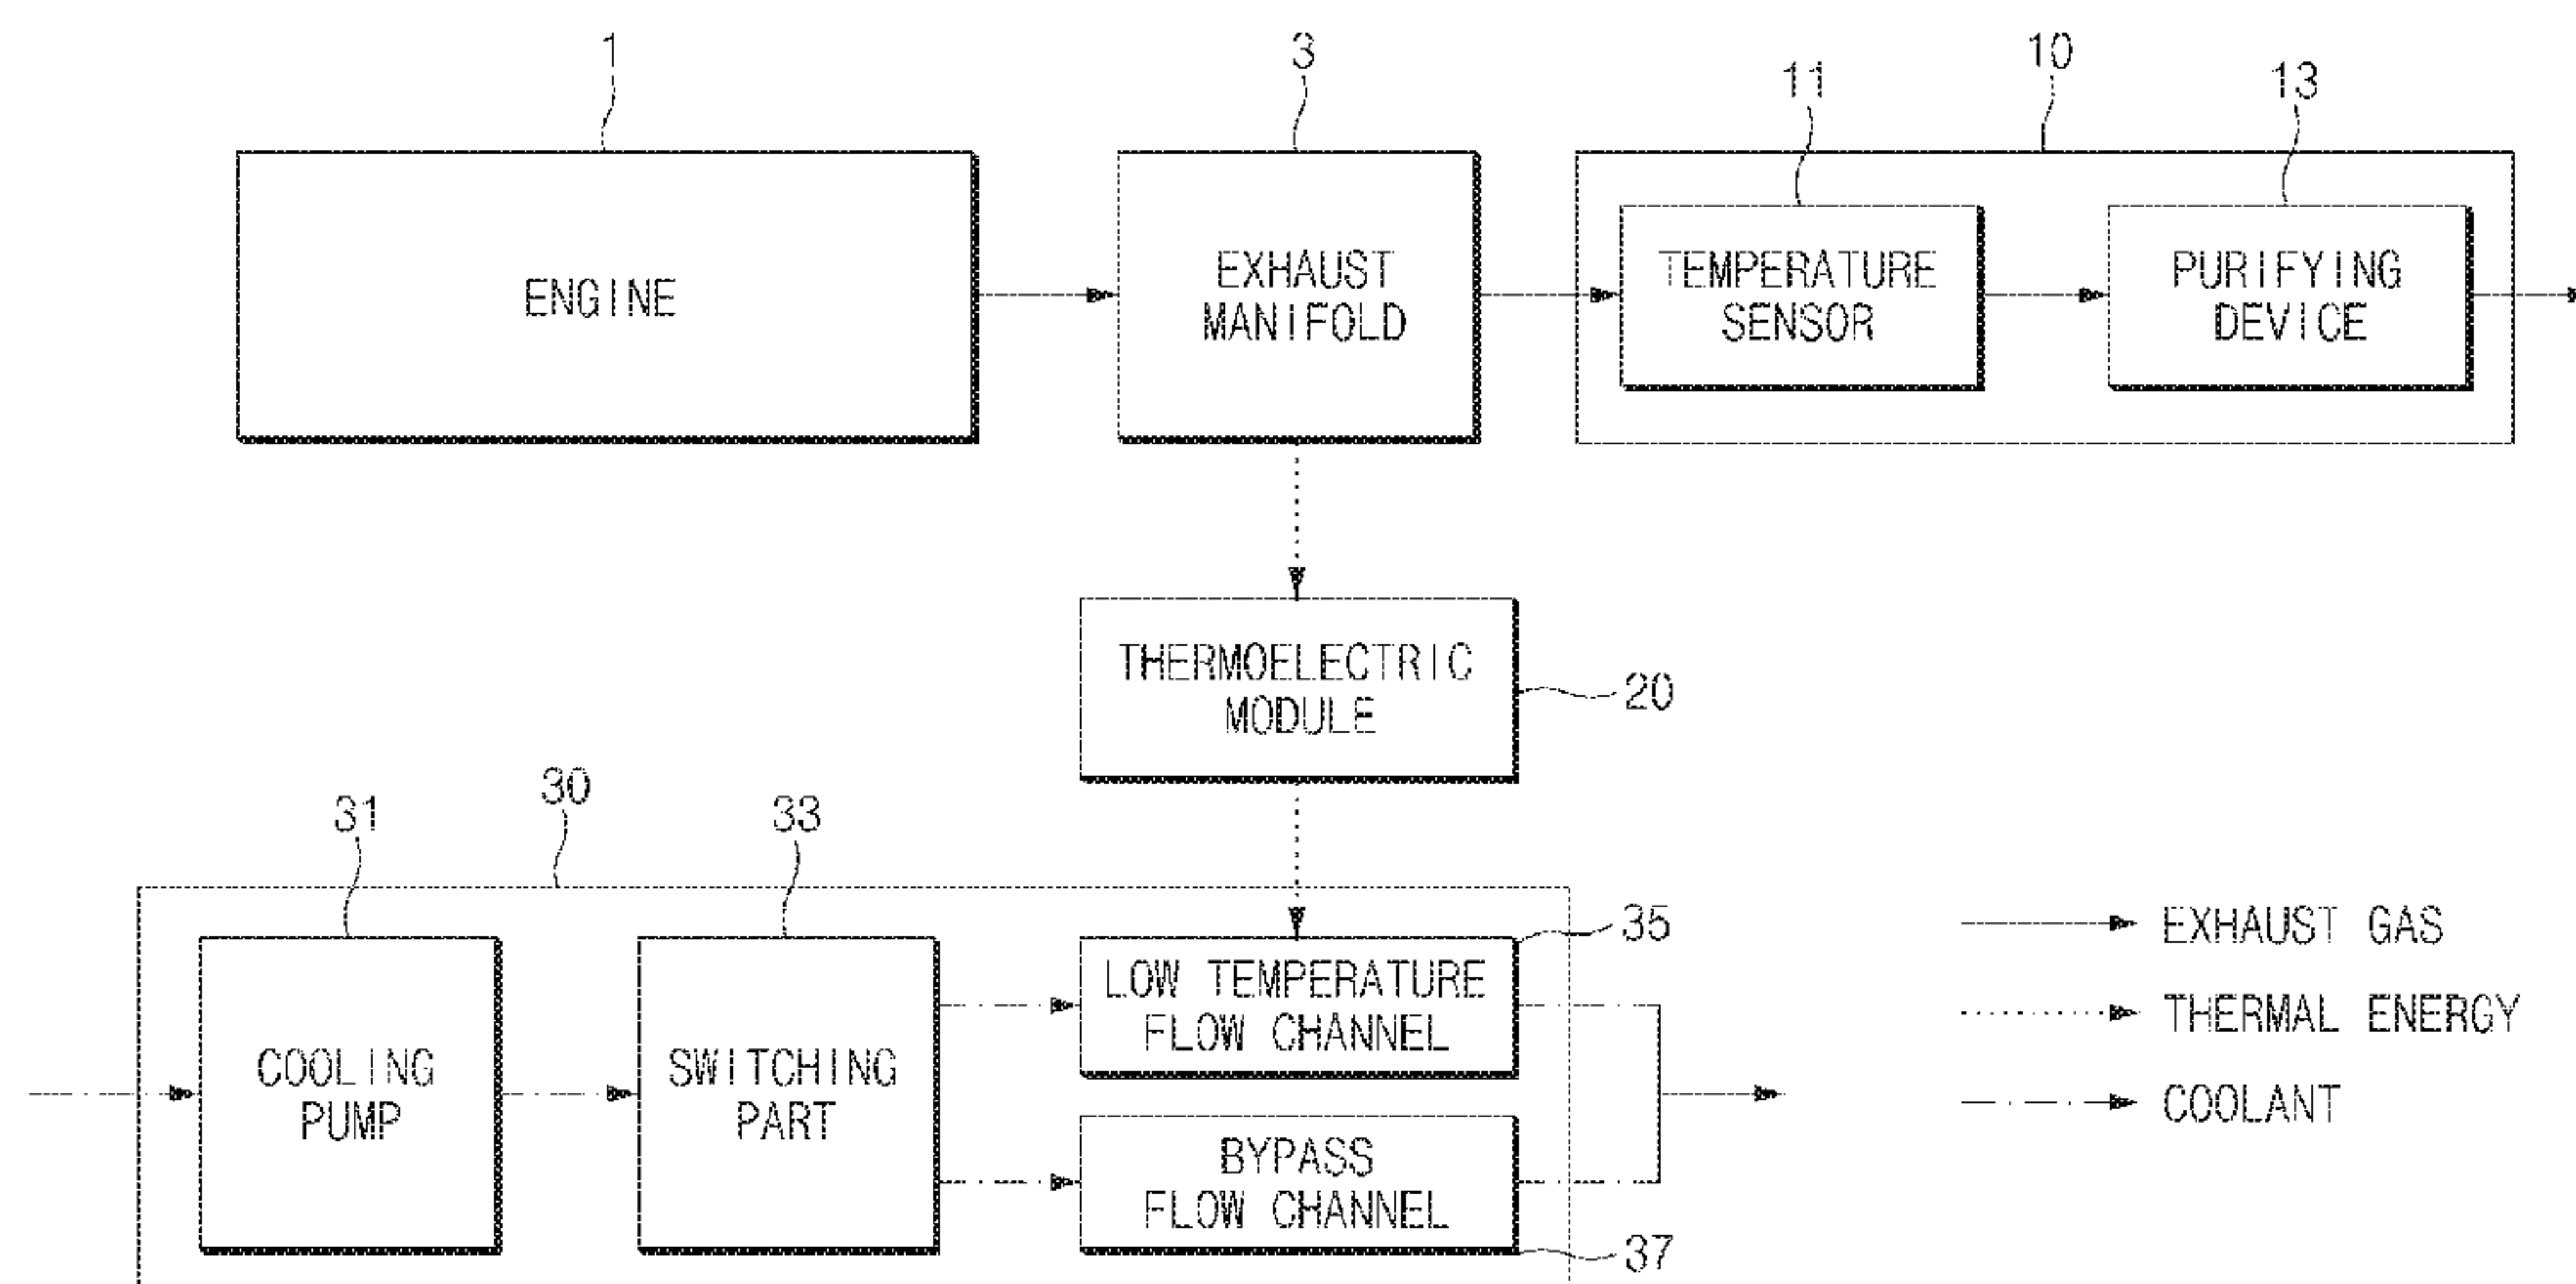 1
3
10
11
13
ENGINE
EXHAUST
MANIFOLD
TEMPERATURE
SENSOR
PURIFYING
DEVICE
THERMOELECTRIC
MODULE
20
30
31
33
35
COOLING
PUMP
SWITCHING
PART
LOW TEMPERATURE
FLOW CHANNEL
BYPASS
FLOW CHANNEL
37
EXHAUST GAS
THERMAL ENERGY
COOLANT